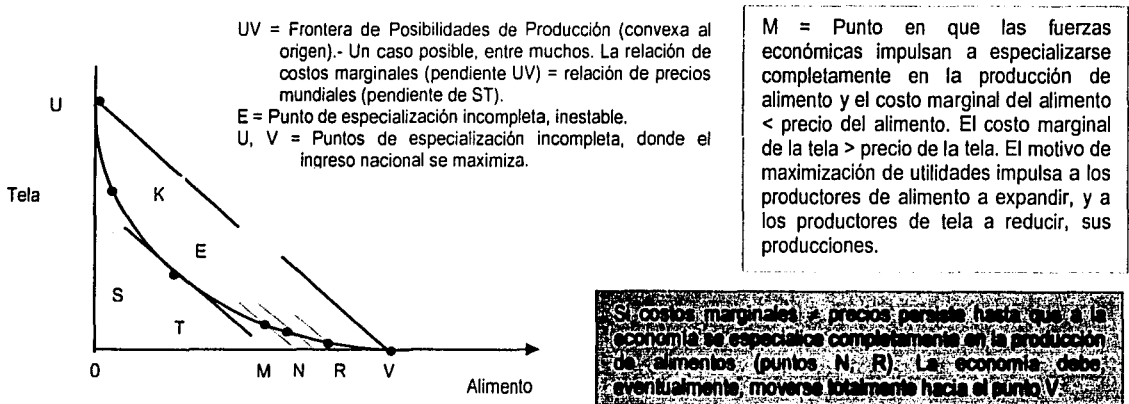 UV = Frontera de Posibilidades de Producción (convexa al
origen).- Un caso posible, entre muchos. La relación de
costos marginales (pendiente UV) = relación de precios
mundiales (pendiente de ST).
E = Punto de especialización incompleta, inestable.
U, V = Puntos de especialización incompleta, donde el
ingreso nacional se maximiza.
M = Punto en que las fuerzas
económicas impulsan a especializarse
completamente en la producción de
alimento y el costo marginal del alimento
< precio del alimento. El costo marginal
de la tela > precio de la tela. El motivo de
maximización de utilidades impulsa a los
productores de alimento a expandir, y a
los productores de tela a reducir, sus
producciones.
U
Tela
K
E
S
T
0 M N R V
Alimento
Si costos marginales ≠ precios persiste hasta que a la
economía se especialice completamente en la producción
de alimentos (puntos N, R). La economía debe,
eventualmente, moverse totalmente hacia el punto V.